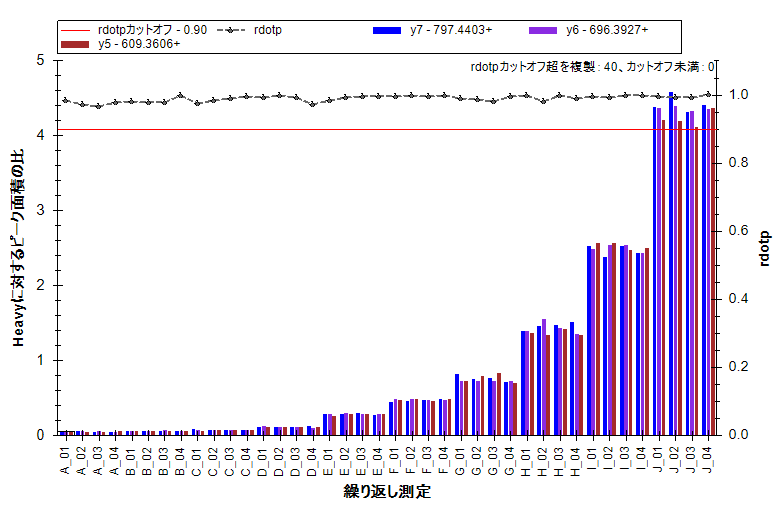 rdotpカットオフ - 0.90 rdotp y7 - 797.4403+ y6 - 696.3927+
y5 - 609.3606+
rdotpカットオフ超を複製: 40、カットオフ未満: 0
Heavyに対するピーク面積の比
5
4
3
2
1
0
1.0
0.8
0.6
0.4
0.2
0.0
rdotp
A_01 A_02 A_03 A_04 B_01 B_02 B_03 B_04 C_01 C_02 C_03 C_04 D_01 D_02 D_03 D_04 E_01 E_02 E_03 E_04 F_01 F_02 F_03 F_04 G_01 G_02 G_03 G_04 H_01 H_02 H_03 H_04 I_01 I_02 I_03 I_04 J_01 J_02 J_03 J_04
繰り返し測定